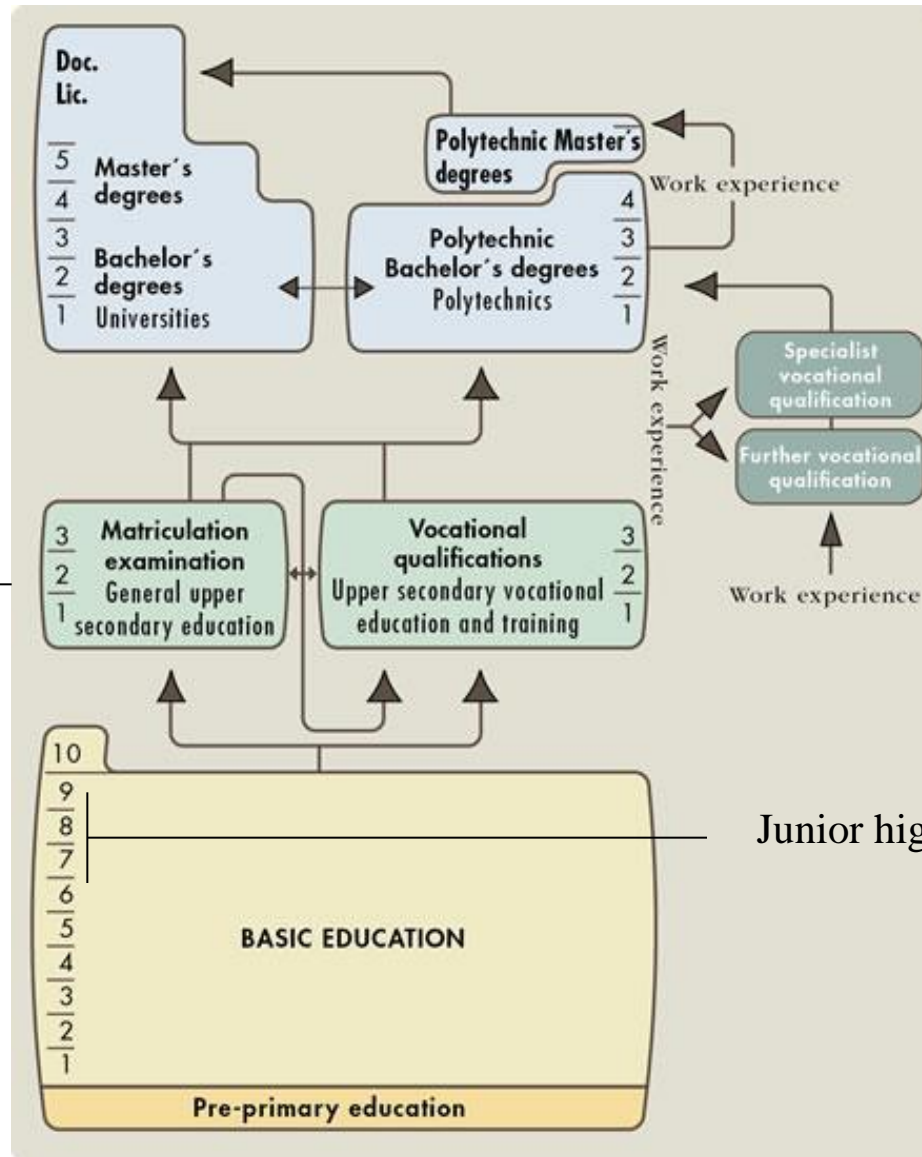 Doc.
Lic.
5
4
3
2
1
Master´s
degrees
Bachelor´s
degrees
Universities
Polytechnic Master´s
degrees
Work experience
Polytechnic
Bachelor´s degrees
Polytechnics
4
3
2
1
Work experience
Specialist
vocational
qualification
Further vocational
qualification
Work experience
3
2
1
Matriculation
examination
General upper
secondary education
Vocational
qualifications
Upper secondary vocational
education and training
3
2
1
10
9
8
7
6
5
4
3
2
1
Junior
BASIC EDUCATION
Pre-primary education